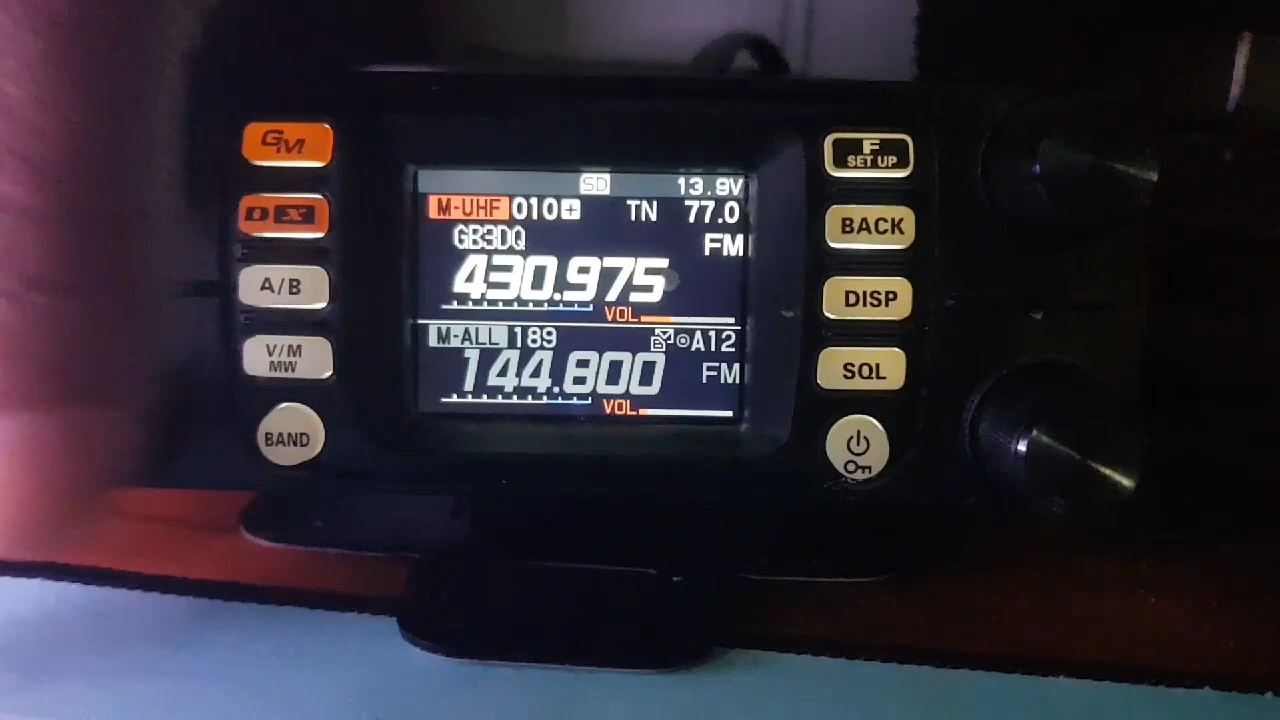 GM
DX
A/B
V/M
MW
BAND
SD 13.9V
M-UHF 010+ TN 77.0
GB3DQ FM
430.975
VOL
M-ALL 189 A12
144.800 FM
VOL
F
SET UP
BACK
DISP
SQL